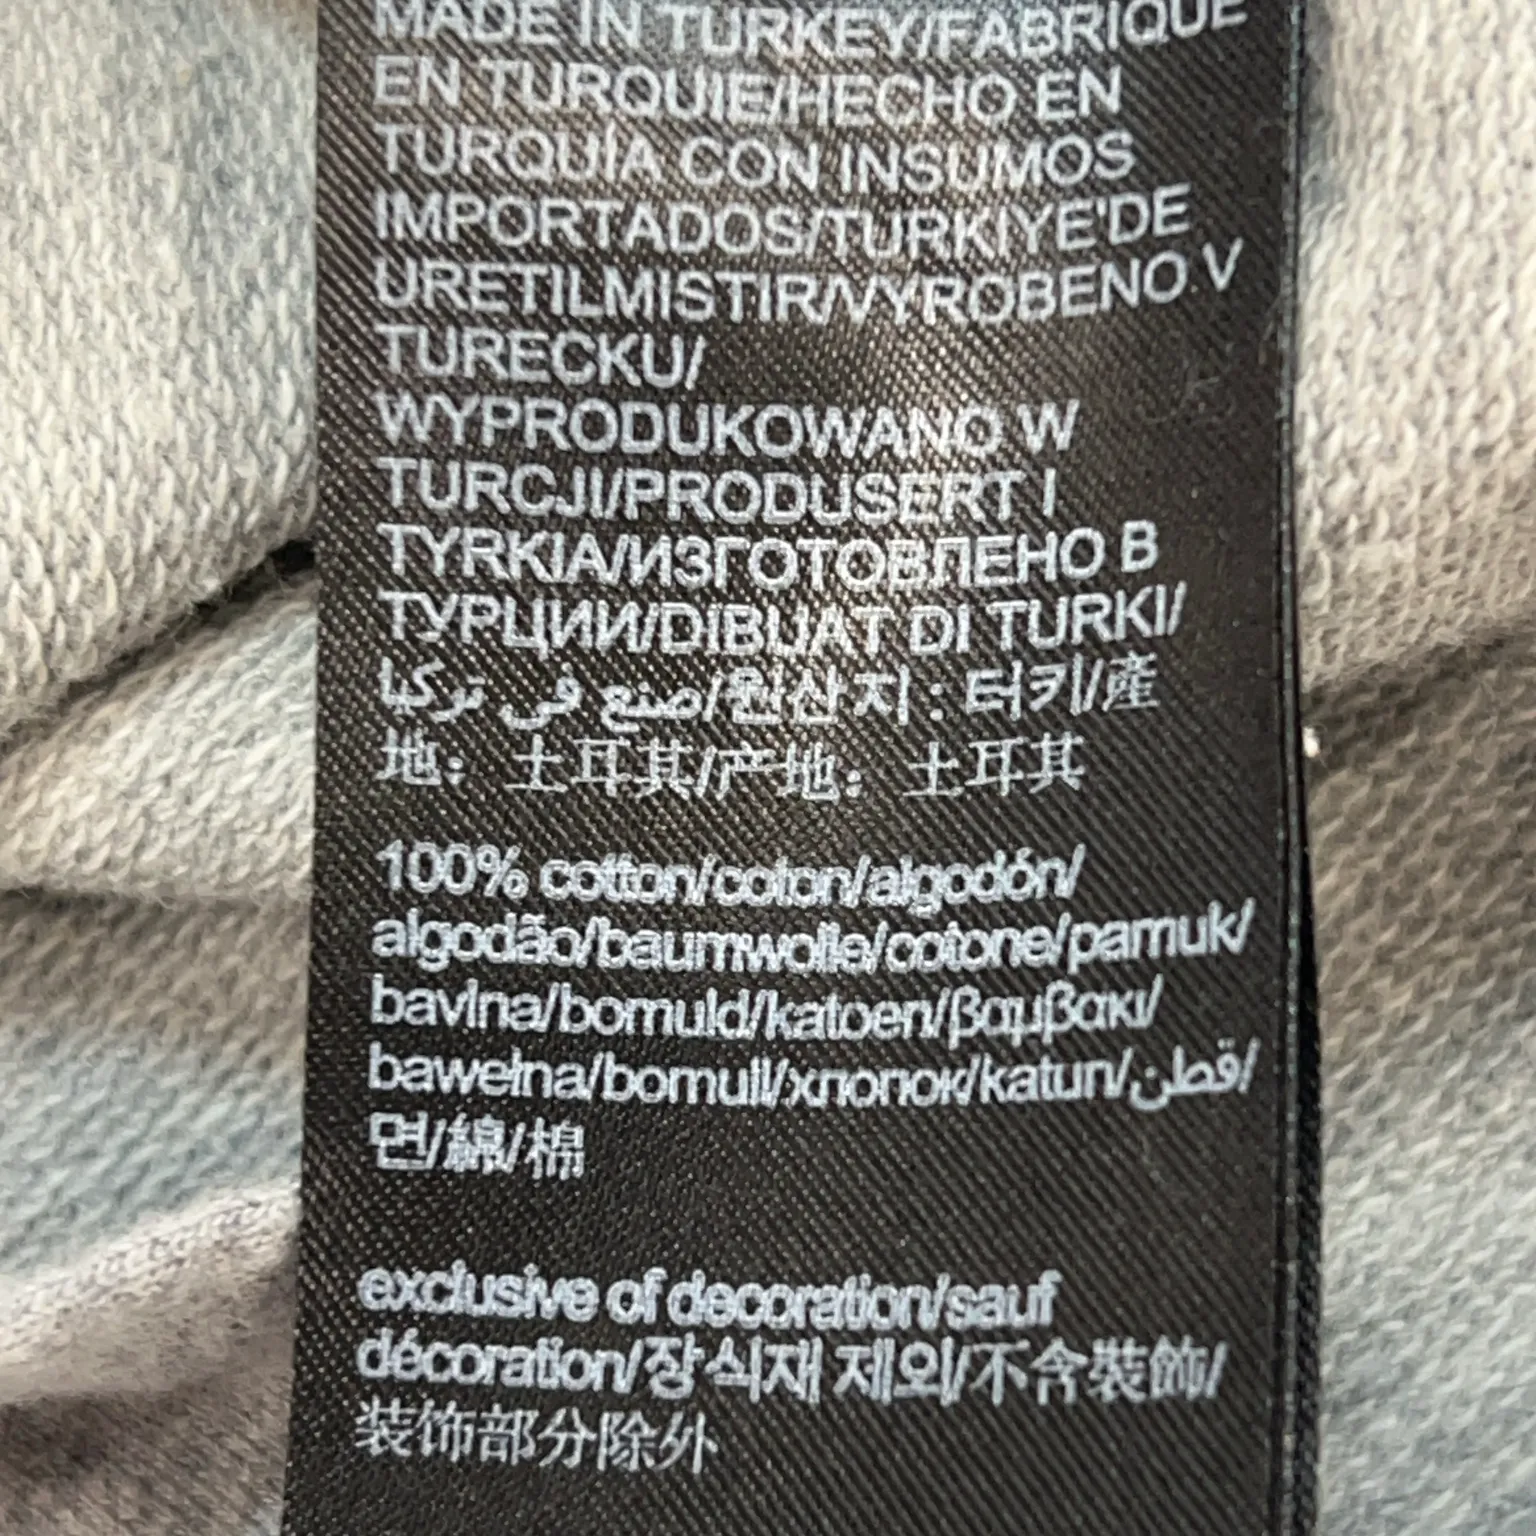 MADE IN TURKEY/FABRIQUÉ
EN TURQUIE/HECHO EN
TURQUÍA CON INSUMOS
IMPORTADOS/TURKIYE'DE
URETILMISTIR/VYROBENO V
TURECKU/
WYPRODUKOWANO W
TURCJI/PRODUSERT I
TYRKIA/ИЗГОТОВЛЕНО В
ТУРЦИИ/DIBUAT DI TURKI/
صنع في تركيا/원산지 : 터키/產
地： 土耳其/产地： 土耳其
100% cotton/coton/algodón/
algodão/baumwolle/cotone/pamuk/
bavlna/bomuld/katoen/βαμβακι/
bawełna/bomull/хлопок/katun/قطن/
면/綿/棉
exclusive of decoration/sauf
décoration/장식재 제외/不含裝飾/
装饰部分除外